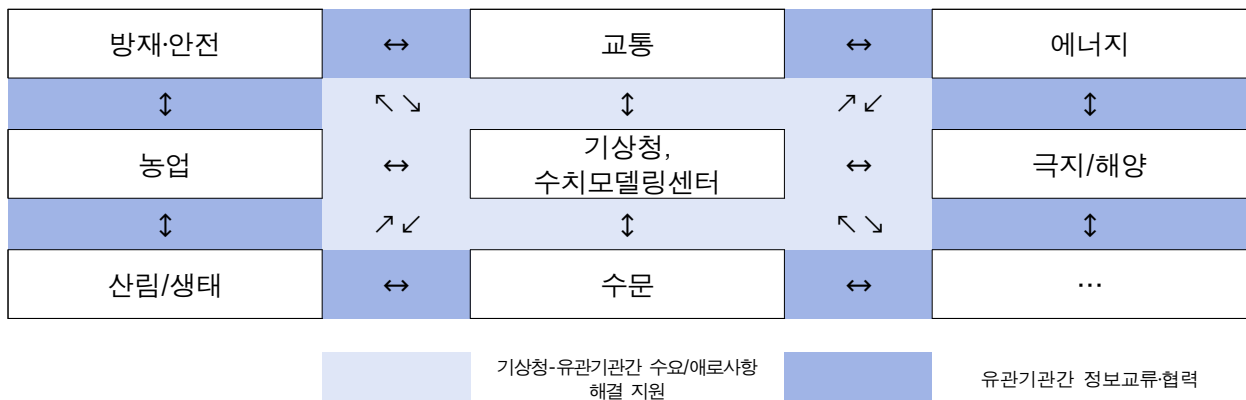 방재·안전 ↔ 교통 ↔ 에너지
↕ ↖↘ ↕ ↗↙ ↕
농업 ↔ 기상청, ↔ 극지/해양
수치모델링센터
↕ ↗↙ ↕ ↖↘ ↕
산림/생태 ↔ 수문 ↔ …
기상청-유관기관간 수요/애로사항
해결 지원
유관기관간 정보교류·협력